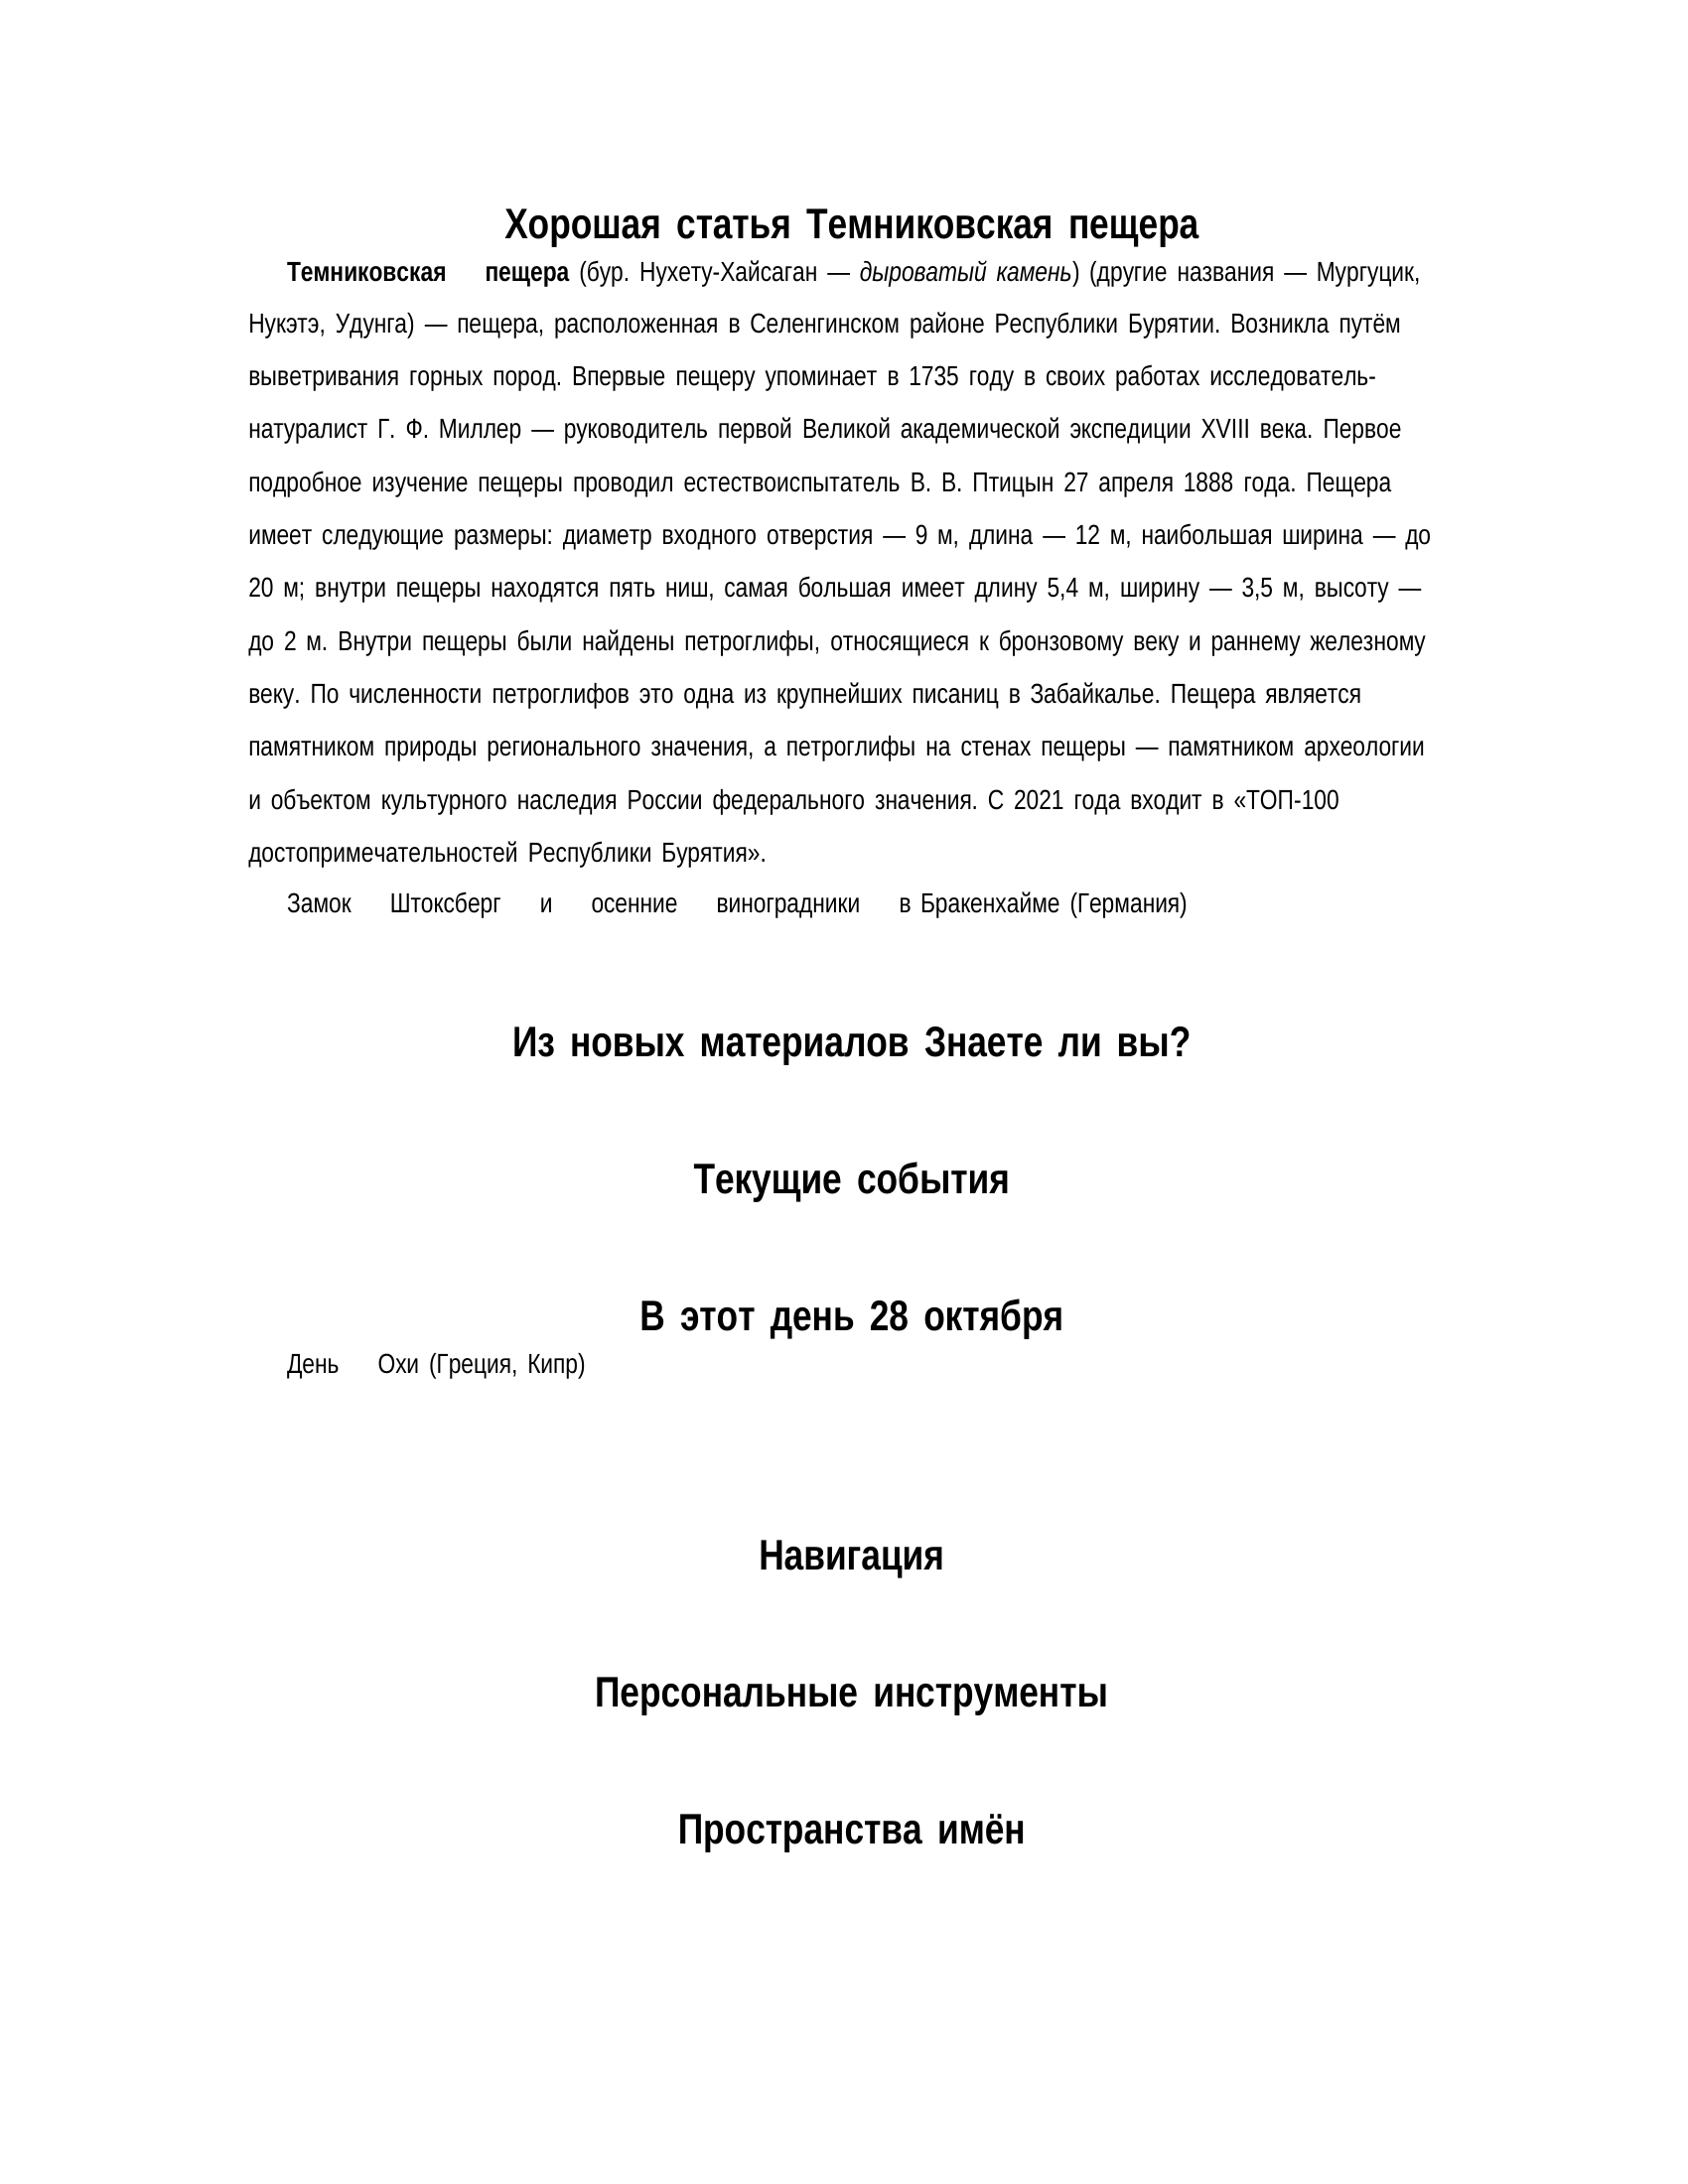 Хорошая статья Темниковская пещера
Темниковская пещера (бур. Нухету-Хайсаган — дыроватый камень) (другие названия — Мургуцик,
Нукэтэ, Удунга) — пещера, расположенная в Селенгинском районе Республики Бурятии. Возникла путём
выветривания горных пород. Впервые пещеру упоминает в 1735 году в своих работах исследователь-
натуралист Г. Ф. Миллер — руководитель первой Великой академической экспедиции XVIII века. Первое
подробное изучение пещеры проводил естествоиспытатель В. В. Птицын 27 апреля 1888 года. Пещера
имеет следующие размеры: диаметр входного отверстия — 9 м, длина — 12 м, наибольшая ширина — до
20 м; внутри пещеры находятся пять ниш, самая большая имеет длину 5,4 м, ширину — 3,5 м, высоту —
до 2 м. Внутри пещеры были найдены петроглифы, относящиеся к бронзовому веку и раннему железному
веку. По численности петроглифов это одна из крупнейших писаниц в Забайкалье. Пещера является
памятником природы регионального значения, а петроглифы на стенах пещеры — памятником археологии
и объектом культурного наследия России федерального значения. С 2021 года входит в «ТОП-100
достопримечательностей Республики Бурятия».
Замок Штоксберг и осенние виноградники в Бракенхайме (Германия)
Из новых материалов Знаете ли вы?
Текущие события
В этот день 28 октября
День Охи (Греция, Кипр)
Навигация
Персональные инструменты
Пространства имён